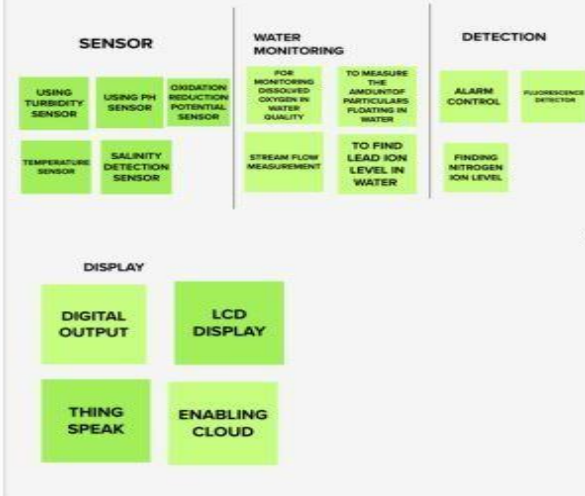 SENSOR
USING
TURBIDITY
SENSOR
USING PH
SENSOR
OXIDATION
REDUCTION
POTENTIAL
SENSOR
TEMPERATURE
SENSOR
SALINITY
DETECTION
SENSOR
WATER
MONITORING
FOR
MONITORING
DISSOLVED
OXYGEN IN
WATER
QUALITY
TO MEASURE
THE
AMOUNTOF
PARTICULARS
FLOATING IN
WATER
STREAM FLOW
MEASUREMENT
TO FIND
LEAD ION
LEVEL IN
WATER
DETECTION
ALARM
CONTROL
FLUORESCENCE
DETECTOR
FINDING
NITROGEN
ION LEVEL
DISPLAY
DIGITAL
OUTPUT
LCD
DISPLAY
THING
SPEAK
ENABLING
CLOUD